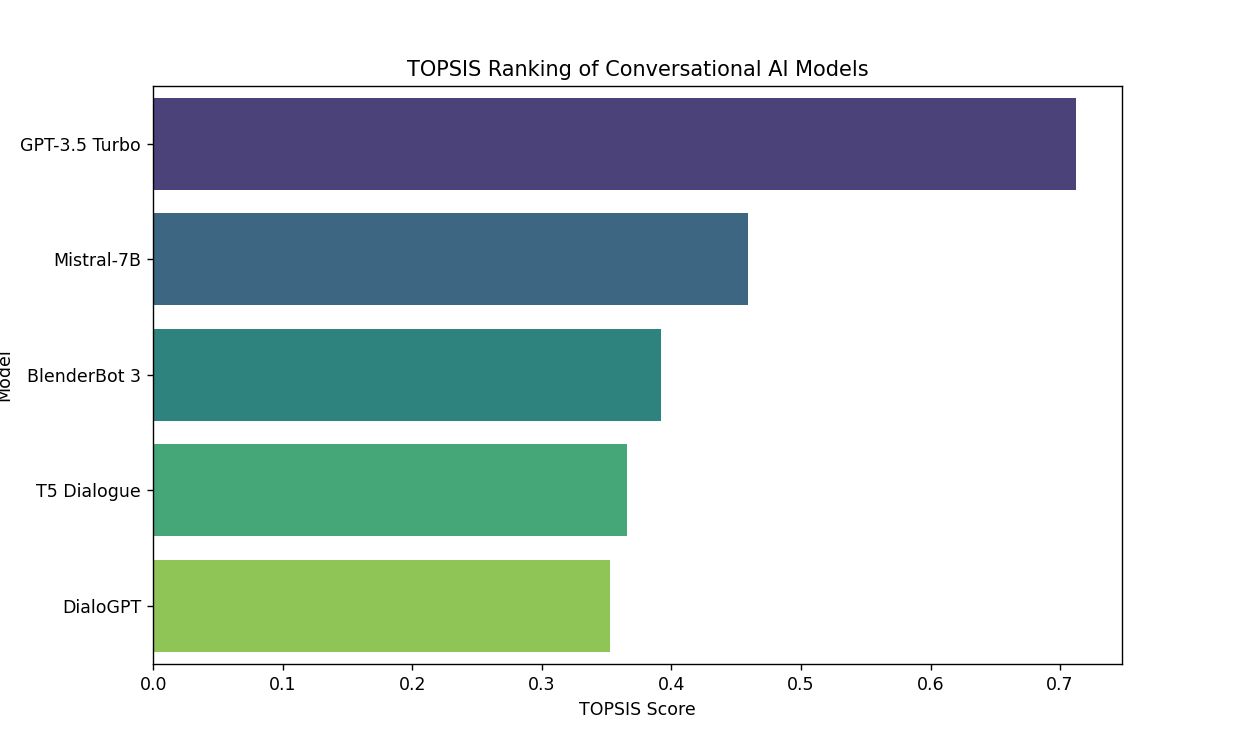 TOPSIS Ranking of Conversational AI Models
GPT-3.5 Turbo
Mistral-7B
BlenderBot 3
T5 Dialogue
DialoGPT
Model
0.0 0.1 0.2 0.3 0.4 0.5 0.6 0.7
TOPSIS Score